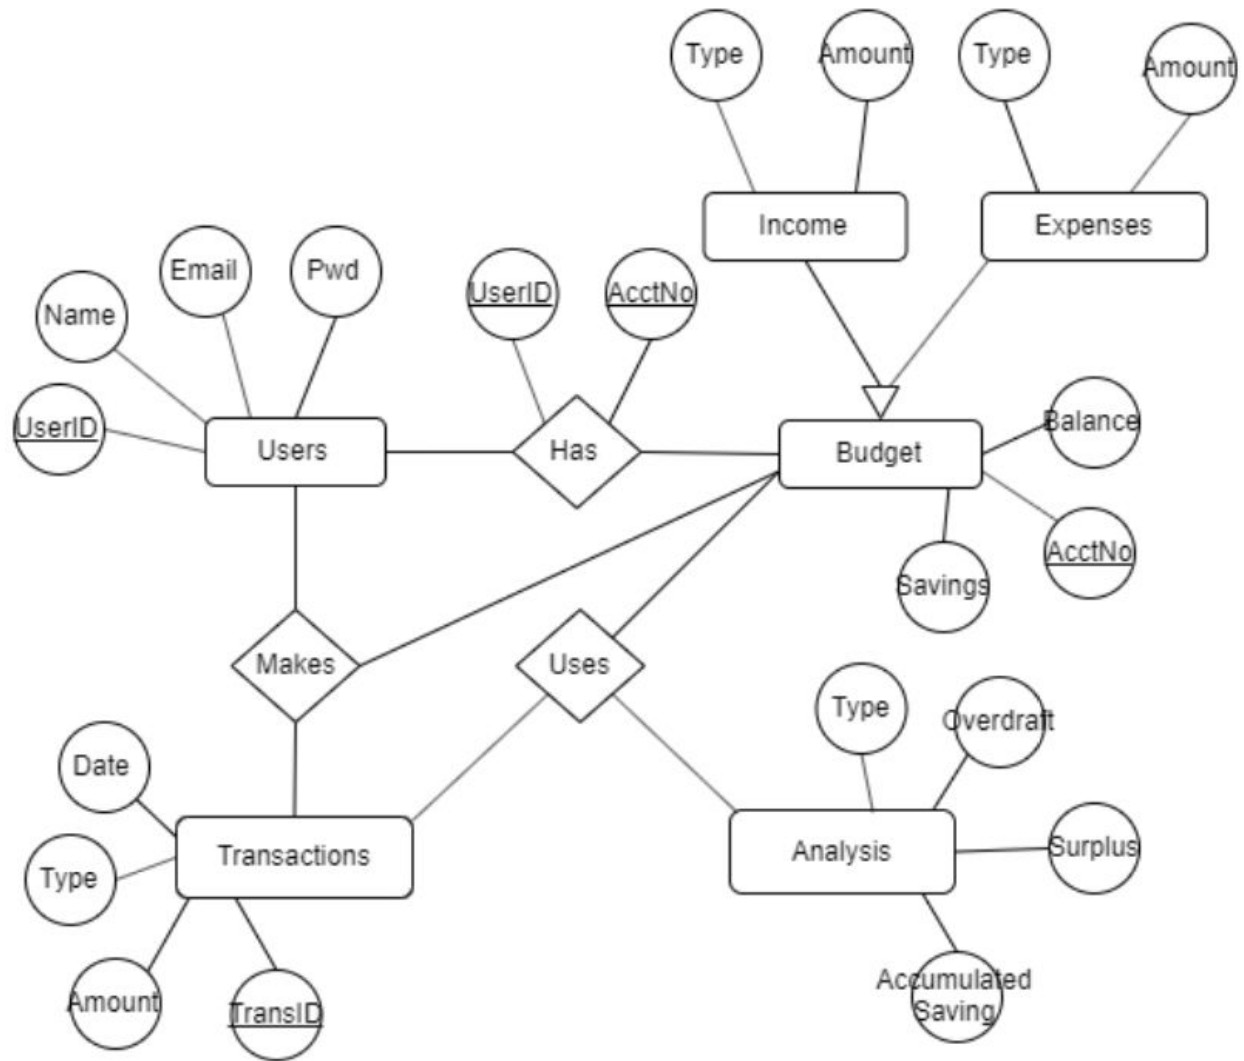 Type
Amount
Type
Amount
Income
Expenses
Email
Pwd
Name
UserID
UserID
AcctNo
Users
Has
Budget
Balance
AcctNo
Savings
Makes
Uses
Type
Overdraft
Date
Type
Transactions
Analysis
Surplus
Amount
TransID
Accumulated
Saving